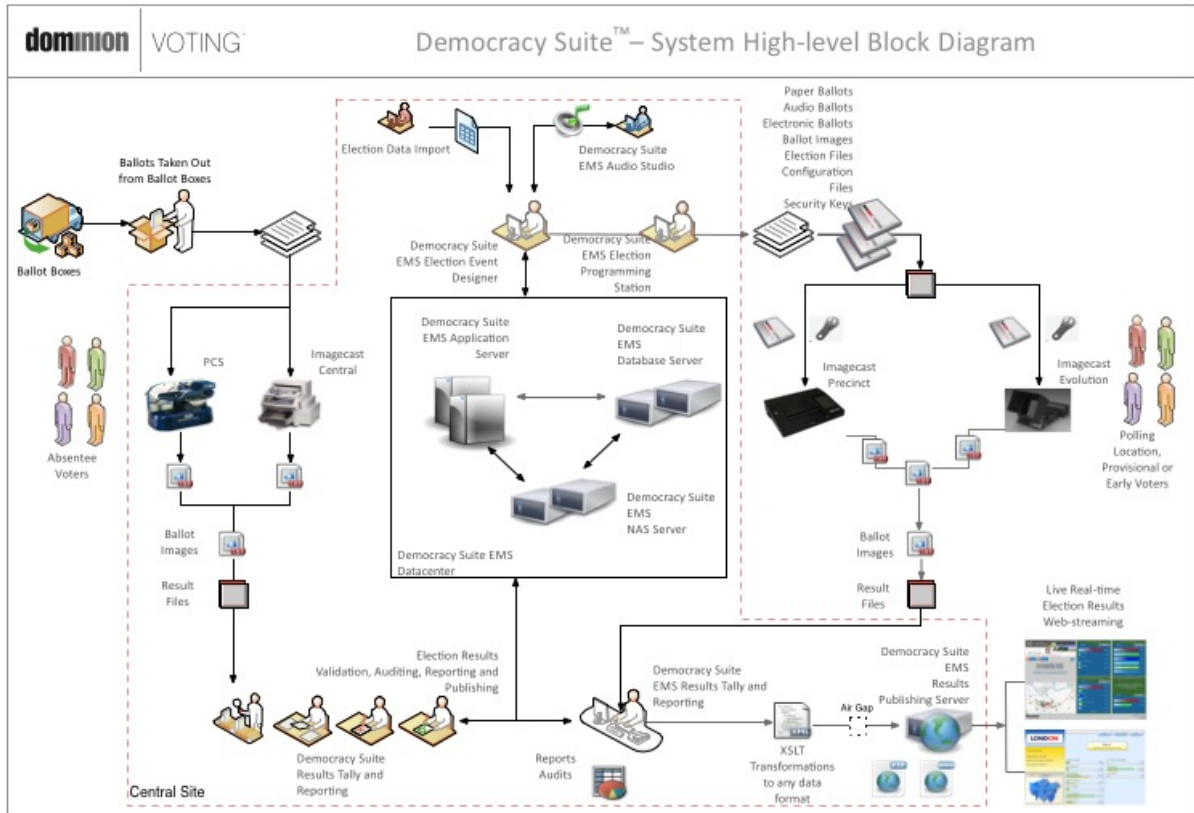 dominion
VOTING
Democracy Suite™ – System High-level Block Diagram
Election Data Import
Democracy Suite
EMS Audio Studio
Paper Ballots
Audio Ballots
Electronic Ballots
Ballot Images
Election Files
Configuration
Files
Security Keys
Ballots Taken Out
from Ballot Boxes
Ballot Boxes
Democracy Suite
EMS Election Event
Designer
Democracy Suite
EMS Election
Programming
Station
PCS
Imagecast
Central
Absentee
Voters
Democracy Suite
EMS Application
Server
Democracy Suite
EMS
Database Server
Democracy Suite
EMS
NAS Server
Democracy Suite EMS
Datacenter
Imagecast
Precinct
Imagecast
Evolution
Polling
Location,
Provisional or
Early Voters
Ballot
Images
Result
Files
Ballot
Images
Result
Files
Election Results
Validation, Auditing, Reporting and
Publishing
Democracy Suite
Results Tally and
Reporting
Reports
Audits
Democracy Suite
EMS Results Tally and
Reporting
XSLT
Transformations
to any data
format
Air Gap
Democracy Suite
EMS
Results
Publishing Server
Live Real-time
Election Results
Web-streaming
LONDON
Central Site